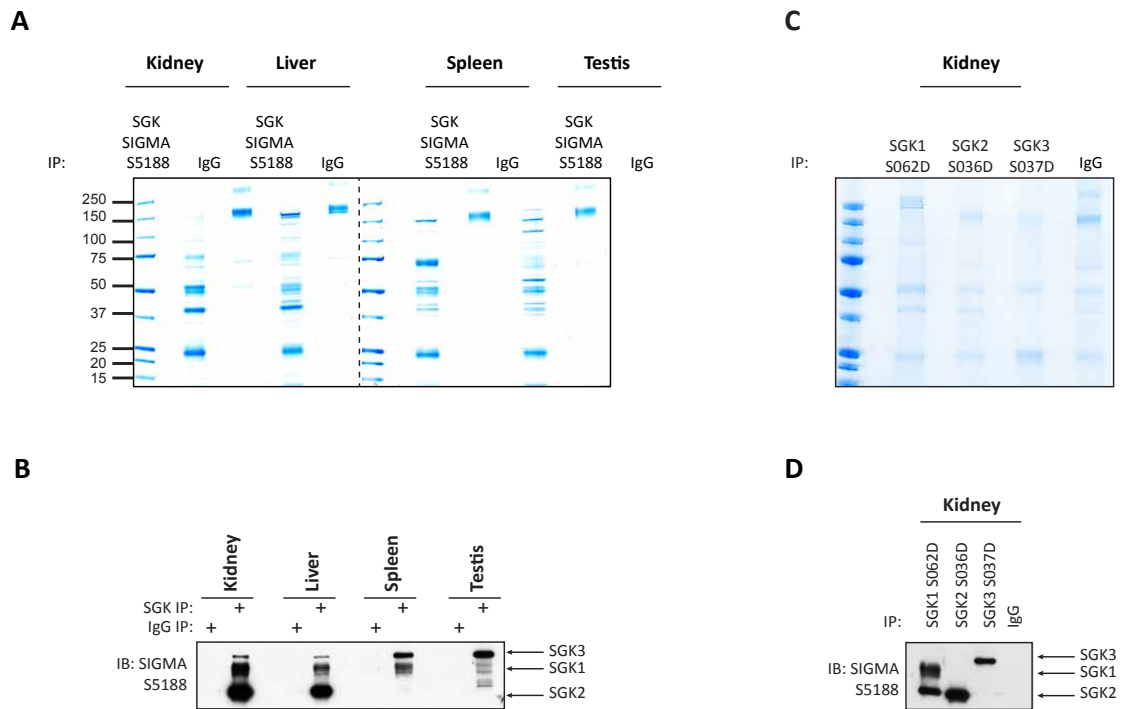 A
Kidney Liver Spleen Testis
SGK SGK SGK SGK
SIGMA SIGMA SIGMA SIGMA
IP: S5188 IgG S5188 IgG S5188 IgG S5188 IgG
250
150
100
75
50
37
25
20
15
C
Kidney
SGK1 SGK2 SGK3
IP: S062D S036D S037D IgG
B
Kidney Liver Spleen Testis
SGK IP: + + + +
IgG IP: + + + +
IB: SIGMA
S5188
SGK3
SGK1
SGK2
D
Kidney
IP: SGK1 S062D SGK2 S036D SGK3 S037D IgG
IB: SIGMA
S5188
SGK3
SGK1
SGK2